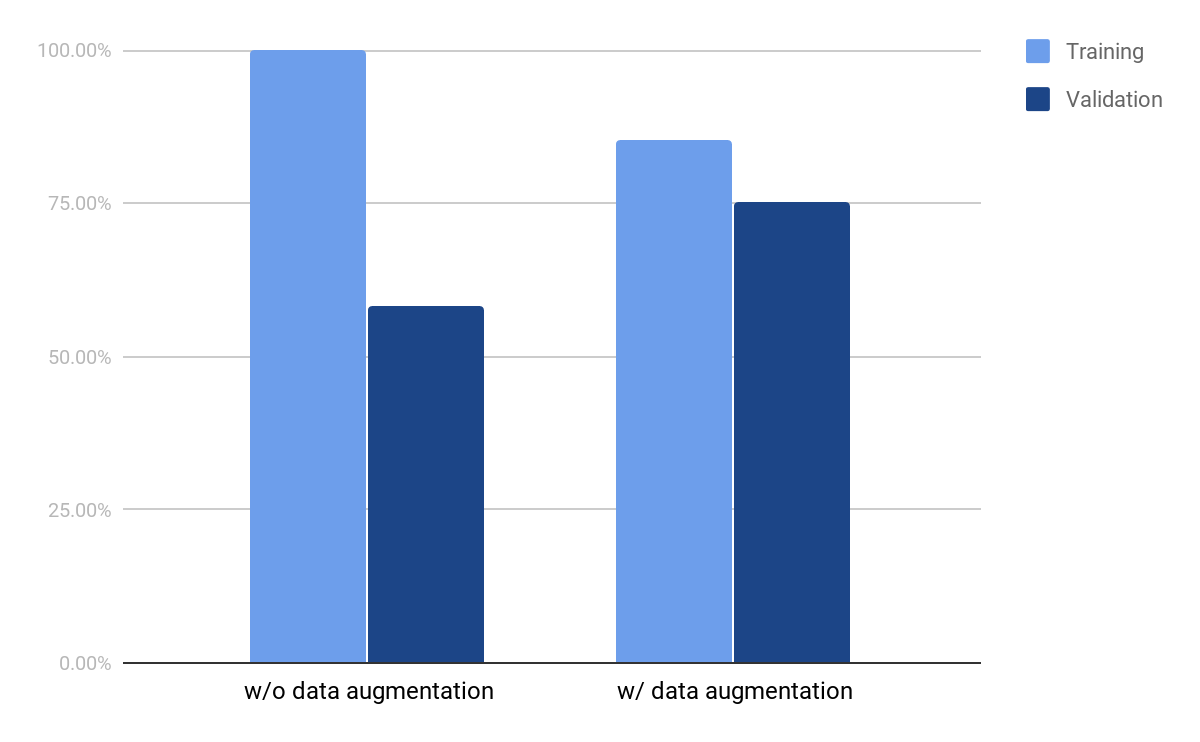 100.00%
75.00%
50.00%
25.00%
0.00%
w/o data augmentation
w/ data augmentation
Training
Validation